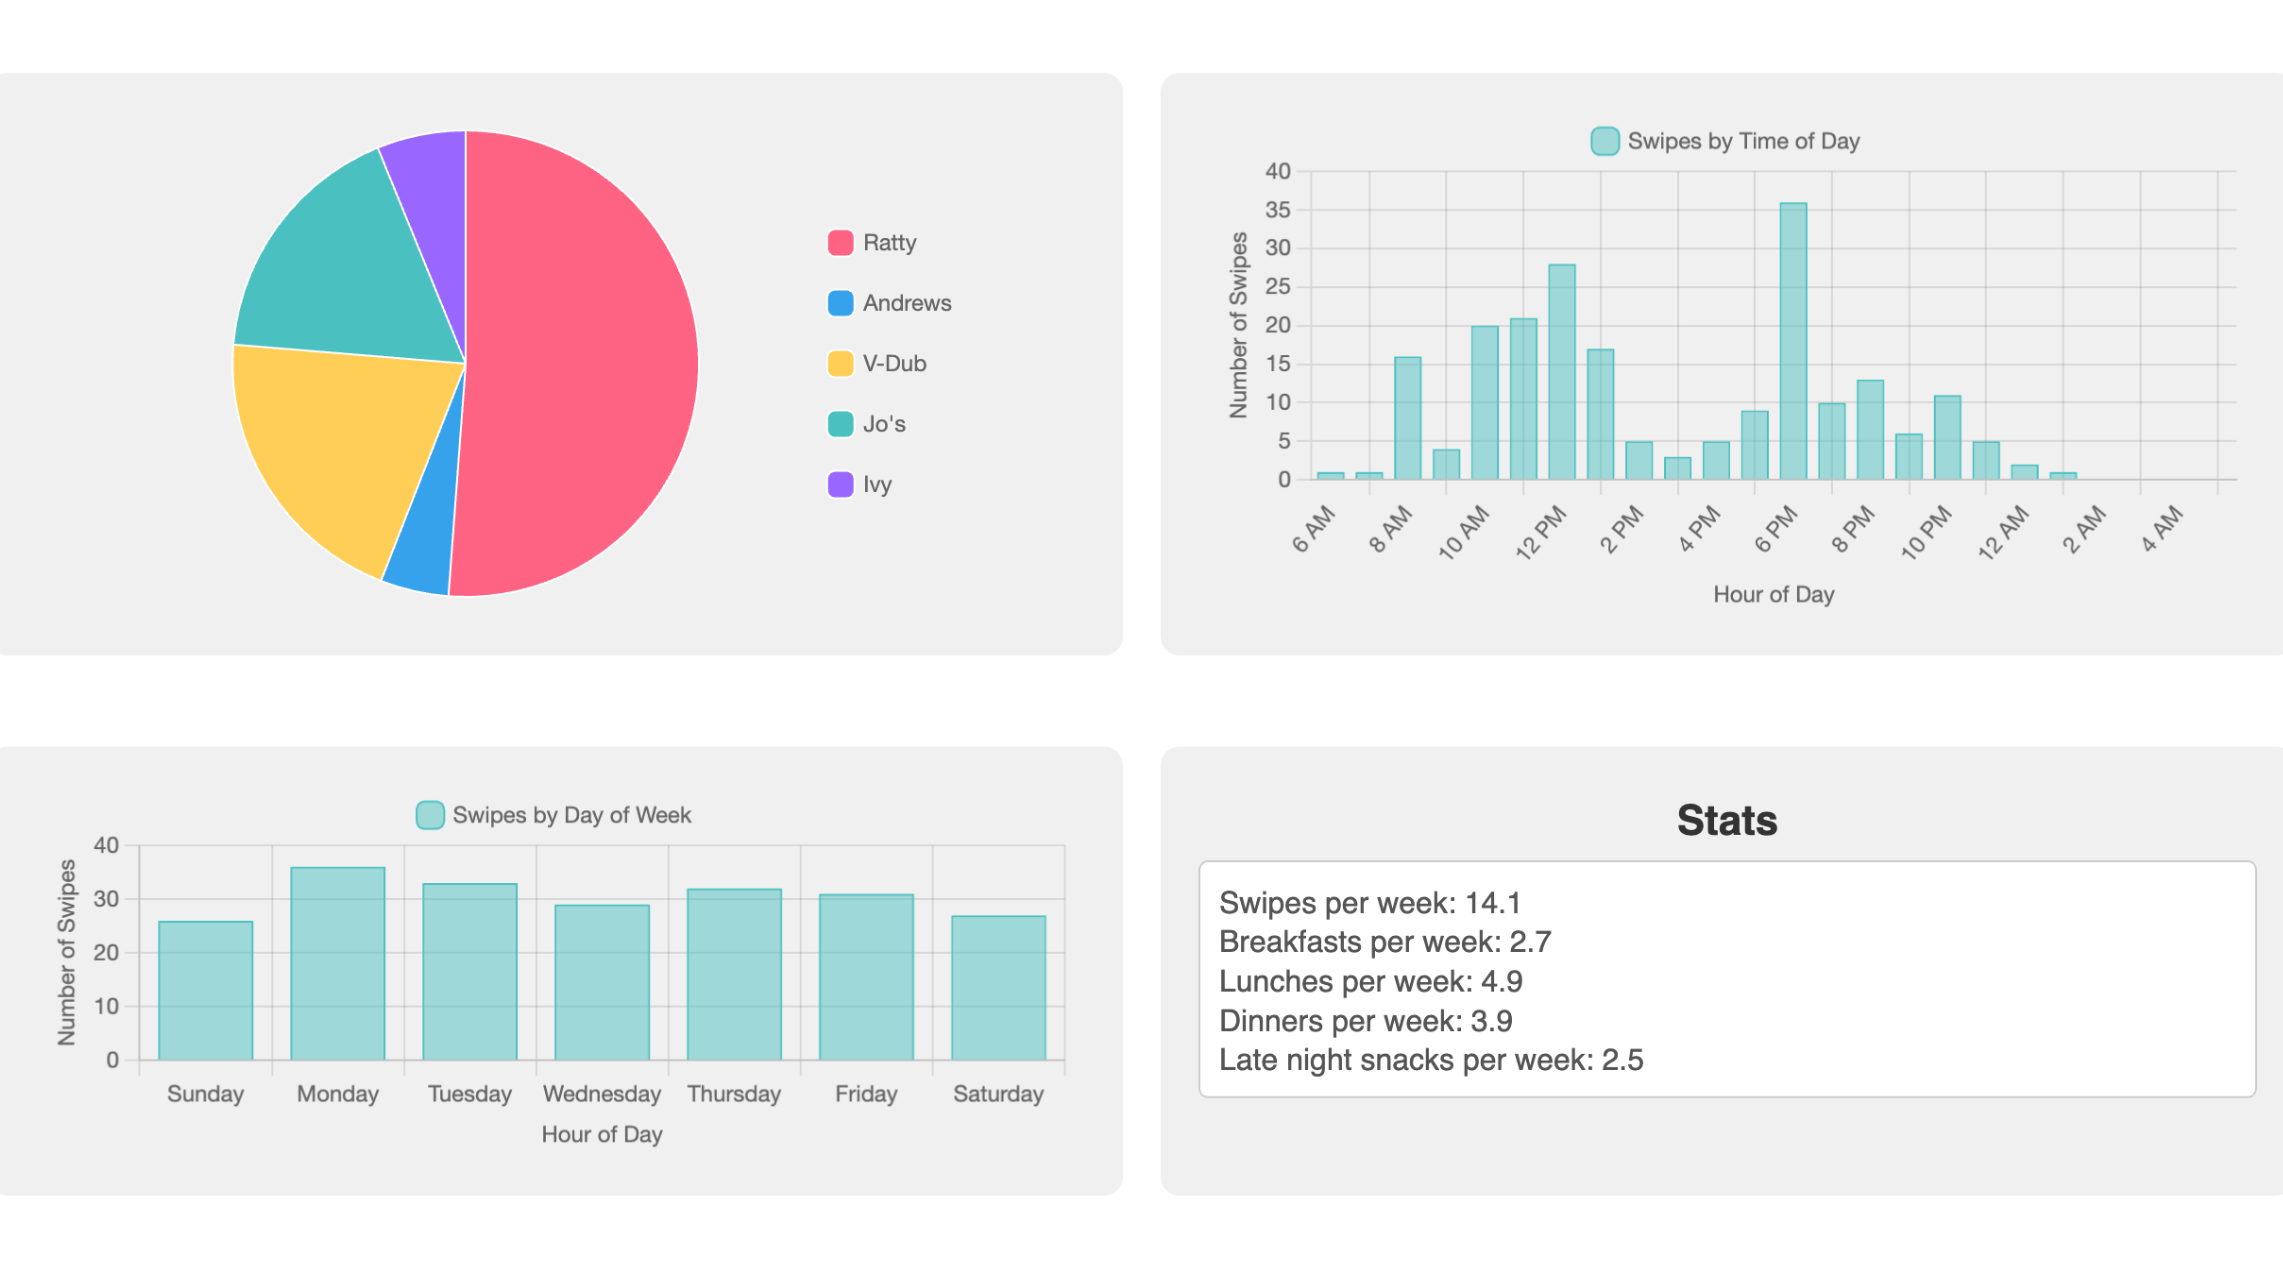 Ratty
Andrews
V-Dub
Jo's
Ivy
Swipes by Time of Day
Number of Swipes
40
35
30
25
20
15
10
5
0
6 AM
8 AM
10 AM
12 PM
2 PM
4 PM
6 PM
8 PM
10 PM
12 AM
2 AM
4 AM
Hour of Day
Swipes by Day of Week
Number of Swipes
40
30
20
10
0
Sunday
Monday
Tuesday
Wednesday
Thursday
Friday
Saturday
Hour of Day
Stats
Swipes per week: 14.1
Breakfasts per week: 2.7
Lunches per week: 4.9
Dinners per week: 3.9
Late night snacks per week: 2.5